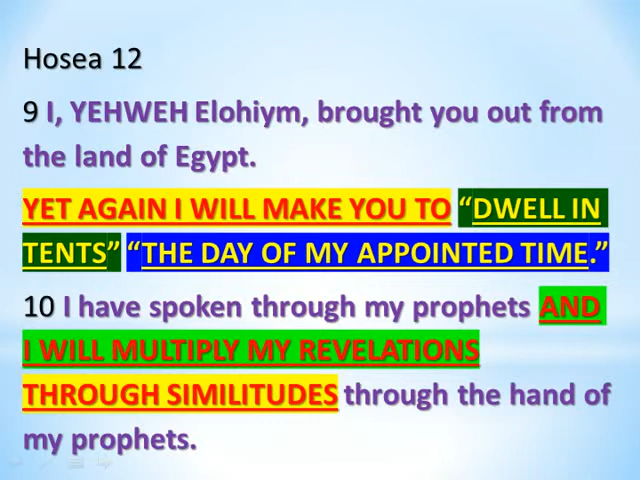 Hosea 12
9 I, YEHWEH Elohiym, brought you out from
the land of Egypt.
YET AGAIN I WILL MAKE YOU TO “DWELL IN
TENTS” “THE DAY OF MY APPOINTED TIME.”
10 I have spoken through my prophets AND
I WILL MULTIPLY MY REVELATIONS
THROUGH SIMILITUDES through the hand of
my prophets.